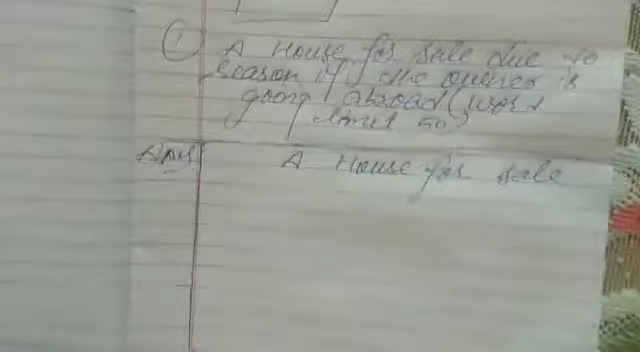 1
A House for sale due to
reason if the owner is
going abroad (word
limit 50)
Ans
A House for sale